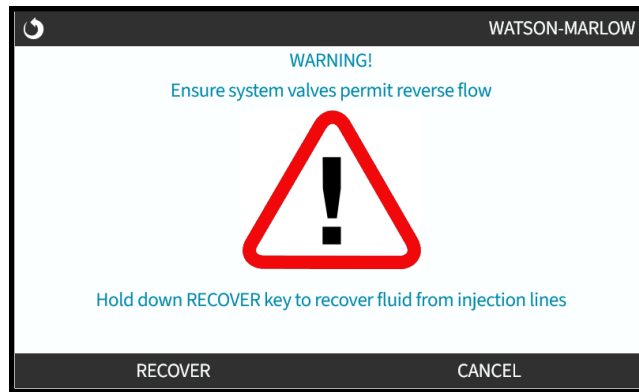 WATSON-MARLOW
WARNING!
Ensure system valves permit reverse flow
!
Hold down RECOVER key to recover fluid from injection lines
RECOVER CANCEL